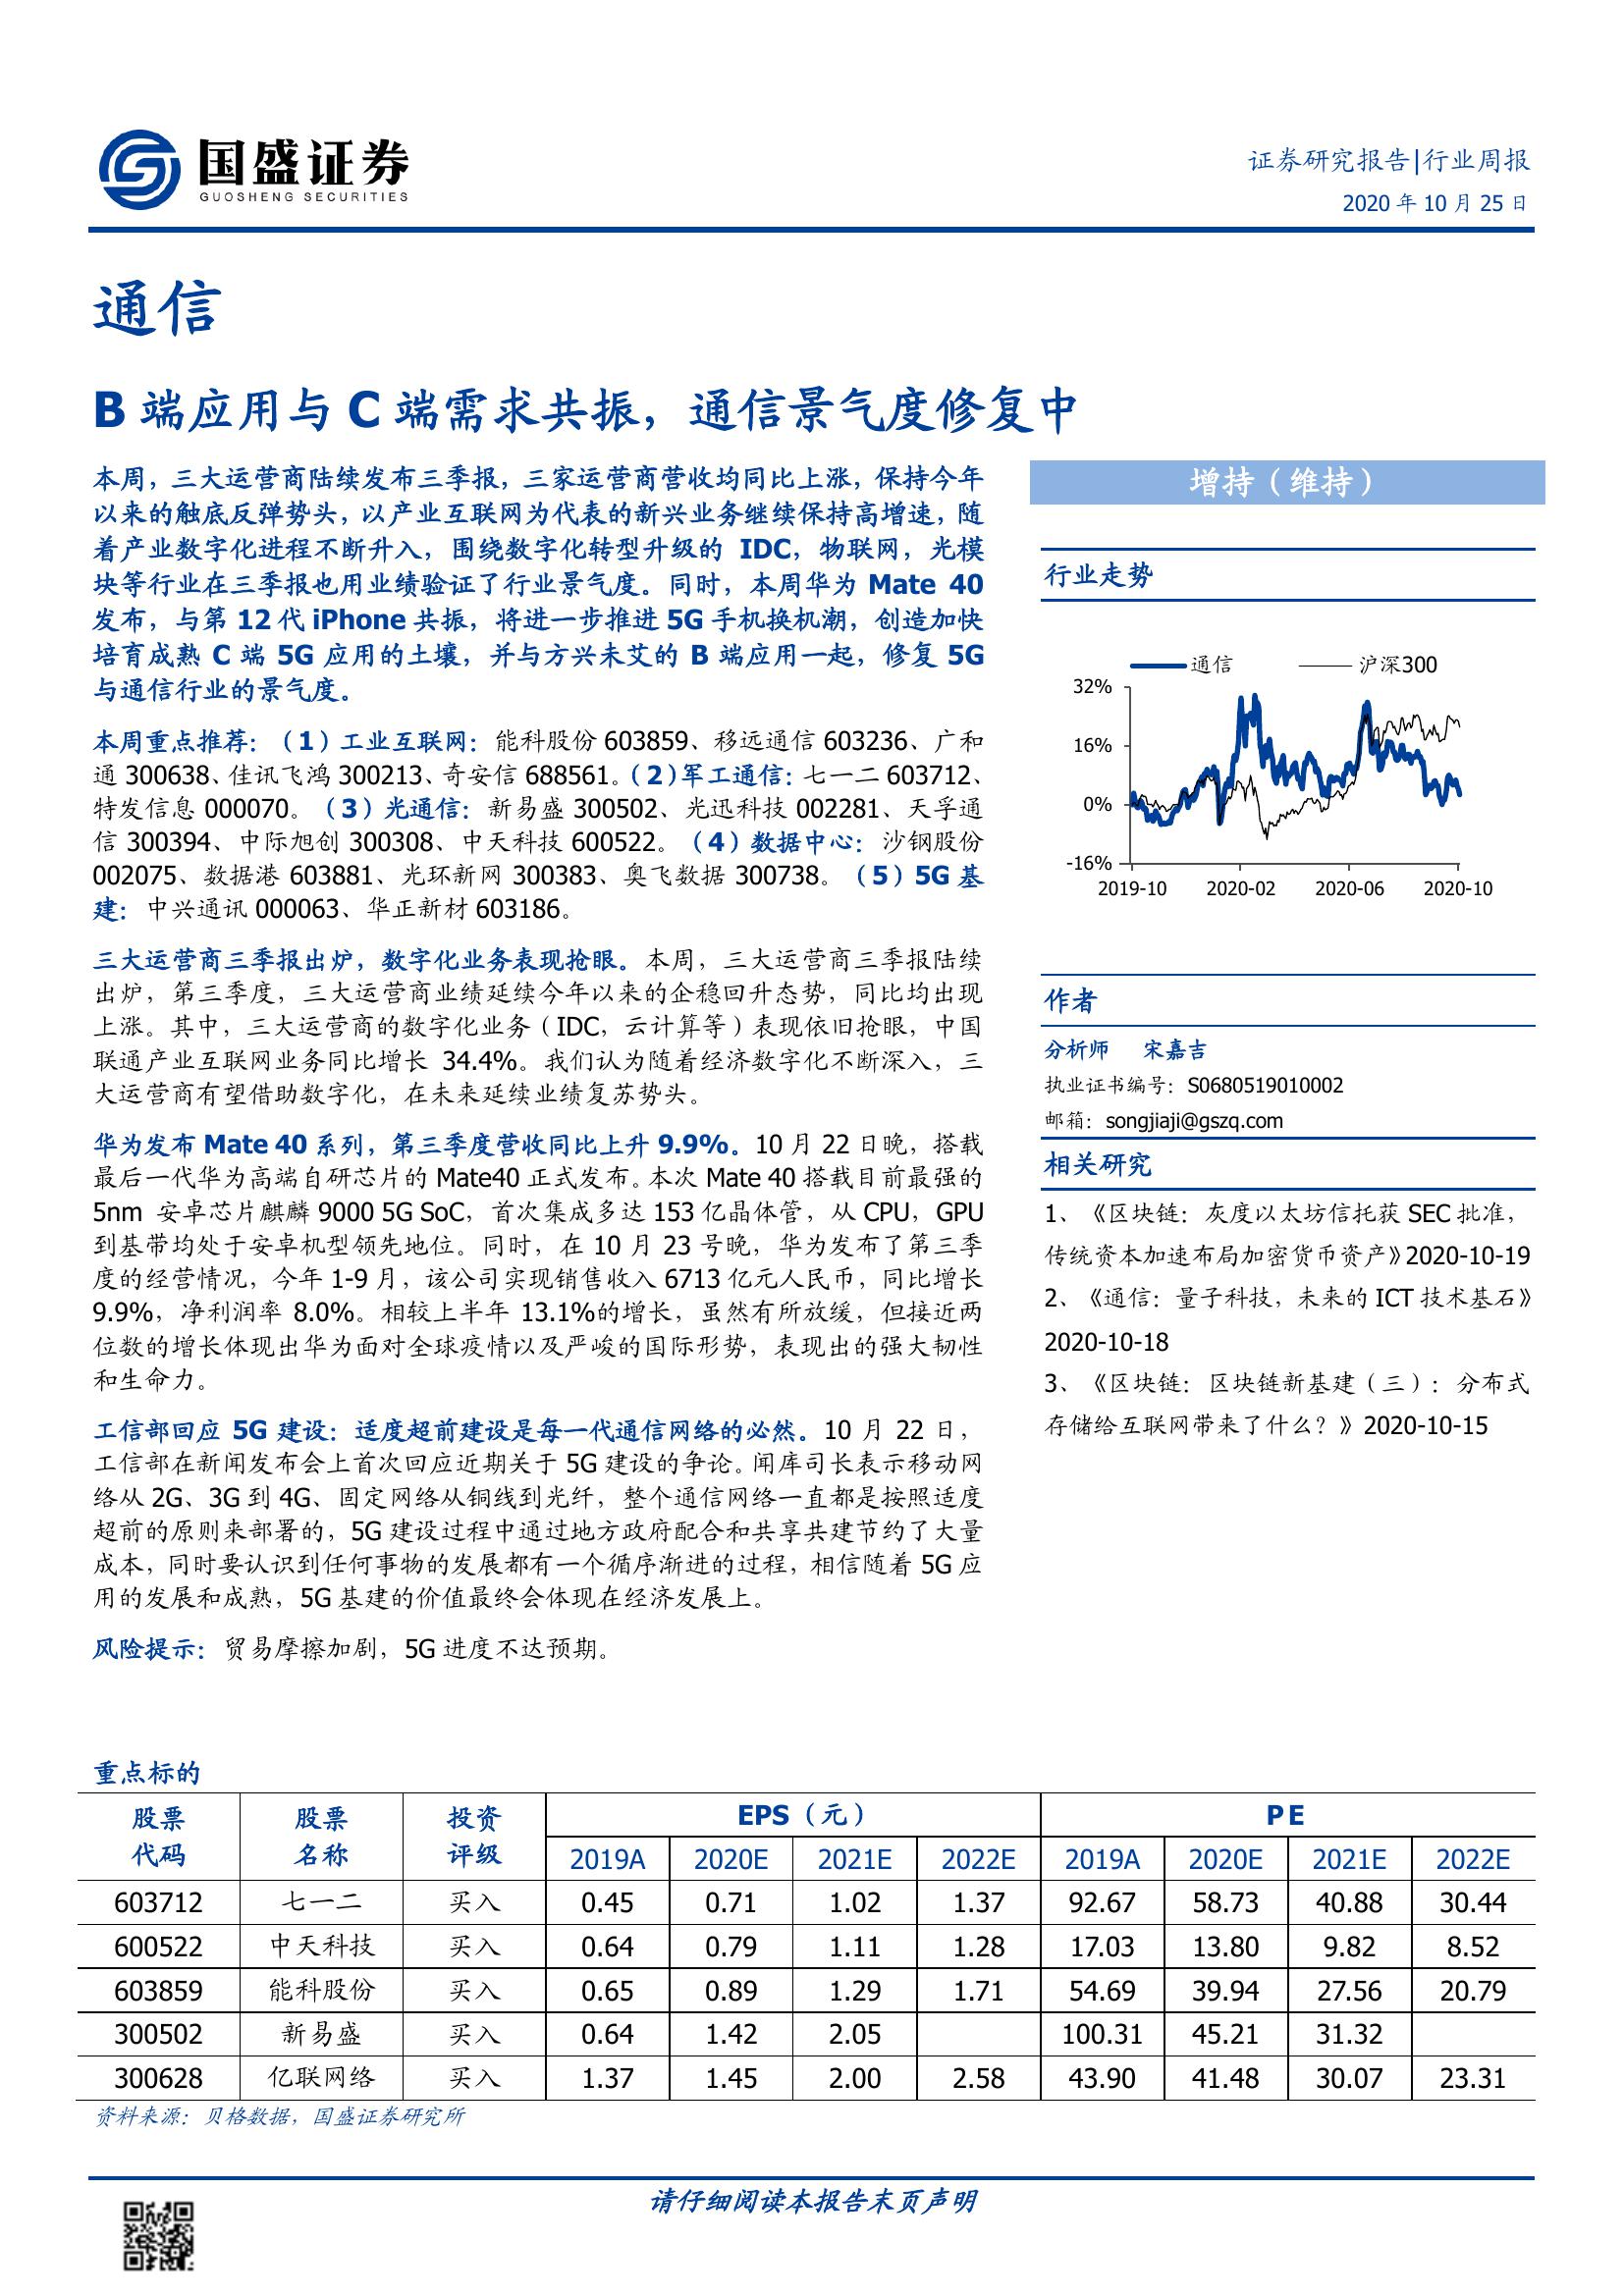 国盛证券
GUOSHENG SECURITIES
证券研究报告|行业周报
2020 年 10 月 25 日
通信
B 端应用与 C 端需求共振，通信景气度修复中
本周，三大运营商陆续发布三季报，三家运营商营收均同比上涨，保持今年
以来的触底反弹势头，以产业互联网为代表的新兴业务继续保持高增速，随
着产业数字化进程不断升入，围绕数字化转型升级的 IDC，物联网，光模
块等行业在三季报也用业绩验证了行业景气度。同时，本周华为 Mate 40
发布，与第 12 代 iPhone 共振，将进一步推进 5G 手机换机潮，创造加快
培育成熟 C 端 5G 应用的土壤，并与方兴未艾的 B 端应用一起，修复 5G
与通信行业的景气度。
本周重点推荐：（1）工业互联网：能科股份 603859、移远通信 603236、广和
通 300638、佳讯飞鸿 300213、奇安信 688561。（2）军工通信：七一二 603712、
特发信息 000070。（3）光通信：新易盛 300502、光迅科技 002281、天孚通
信 300394、中际旭创 300308、中天科技 600522。（4）数据中心：沙钢股份
002075、数据港 603881、光环新网 300383、奥飞数据 300738。（5）5G 基
建：中兴通讯 000063、华正新材 603186。
三大运营商三季报出炉，数字化业务表现抢眼。本周，三大运营商三季报陆续
出炉，第三季度，三大运营商业绩延续今年以来的企稳回升态势，同比均出现
上涨。其中，三大运营商的数字化业务（IDC，云计算等）表现依旧抢眼，中国
联通产业互联网业务同比增长 34.4%。我们认为随着经济数字化不断深入，三
大运营商有望借助数字化，在未来延续业绩复苏势头。
华为发布 Mate 40 系列，第三季度营收同比上升 9.9%。10 月 22 日晚，搭载
最后一代华为高端自研芯片的 Mate40 正式发布。本次 Mate 40 搭载目前最强的
5nm 安卓芯片麒麟 9000 5G SoC，首次集成多达 153 亿晶体管，从 CPU，GPU
到基带均处于安卓机型领先地位。同时，在 10 月 23 号晚，华为发布了第三季
度的经营情况，今年 1-9 月，该公司实现销售收入 6713 亿元人民币，同比增长
9.9%，净利润率 8.0%。相较上半年 13.1%的增长，虽然有所放缓，但接近两
位数的增长体现出华为面对全球疫情以及严峻的国际形势，表现出的强大韧性
和生命力。
工信部回应 5G 建设：适度超前建设是每一代通信网络的必然。10 月 22 日，
工信部在新闻发布会上首次回应近期关于 5G 建设的争论。闻库司长表示移动网
络从 2G、3G 到 4G、固定网络从铜线到光纤，整个通信网络一直都是按照适度
超前的原则来部署的，5G 建设过程中通过地方政府配合和共享共建节约了大量
成本，同时要认识到任何事物的发展都有一个循序渐进的过程，相信随着 5G 应
用的发展和成熟，5G 基建的价值最终会体现在经济发展上。
风险提示：贸易摩擦加剧，5G 进度不达预期。
增持（维持）
行业走势
通信 沪深300
32%
16%
0%
-16%
2019-10 2020-02 2020-06 2020-10
作者
分析师 宋嘉吉
执业证书编号：S0680519010002
邮箱：songjiaji@gszq.com
相关研究
1、《区块链：灰度以太坊信托获 SEC 批准，
传统资本加速布局加密货币资产》2020-10-19
2、《通信：量子科技，未来的 ICT 技术基石》
2020-10-18
3、《区块链：区块链新基建（三）：分布式
存储给互联网带来了什么？》2020-10-15
重点标的
股票 股票 投资 EPS（元） P E
代码 名称 评级 2019A 2020E 2021E 2022E 2019A 2020E 2021E 2022E
603712 七一二 买入 0.45 0.71 1.02 1.37 92.67 58.73 40.88 30.44
600522 中天科技 买入 0.64 0.79 1.11 1.28 17.03 13.80 9.82 8.52
603859 能科股份 买入 0.65 0.89 1.29 1.71 54.69 39.94 27.56 20.79
300502 新易盛 买入 0.64 1.42 2.05 100.31 45.21 31.32
300628 亿联网络 买入 1.37 1.45 2.00 2.58 43.90 41.48 30.07 23.31
资料来源：贝格数据，国盛证券研究所
请仔细阅读本报告末页声明